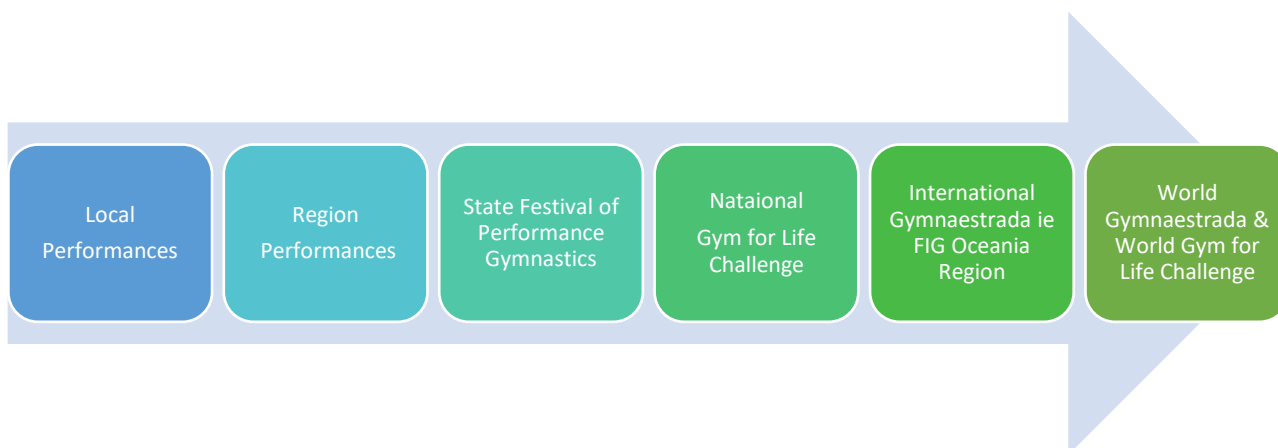 Local
Performances
Region
Performances
State Festival of
Performance
Gymnastics
Nataional
Gym for Life
Challenge
International
Gymnaestrada ie
FIG Oceania
Region
World
Gymnaestrada &
World Gym for
Life Challenge